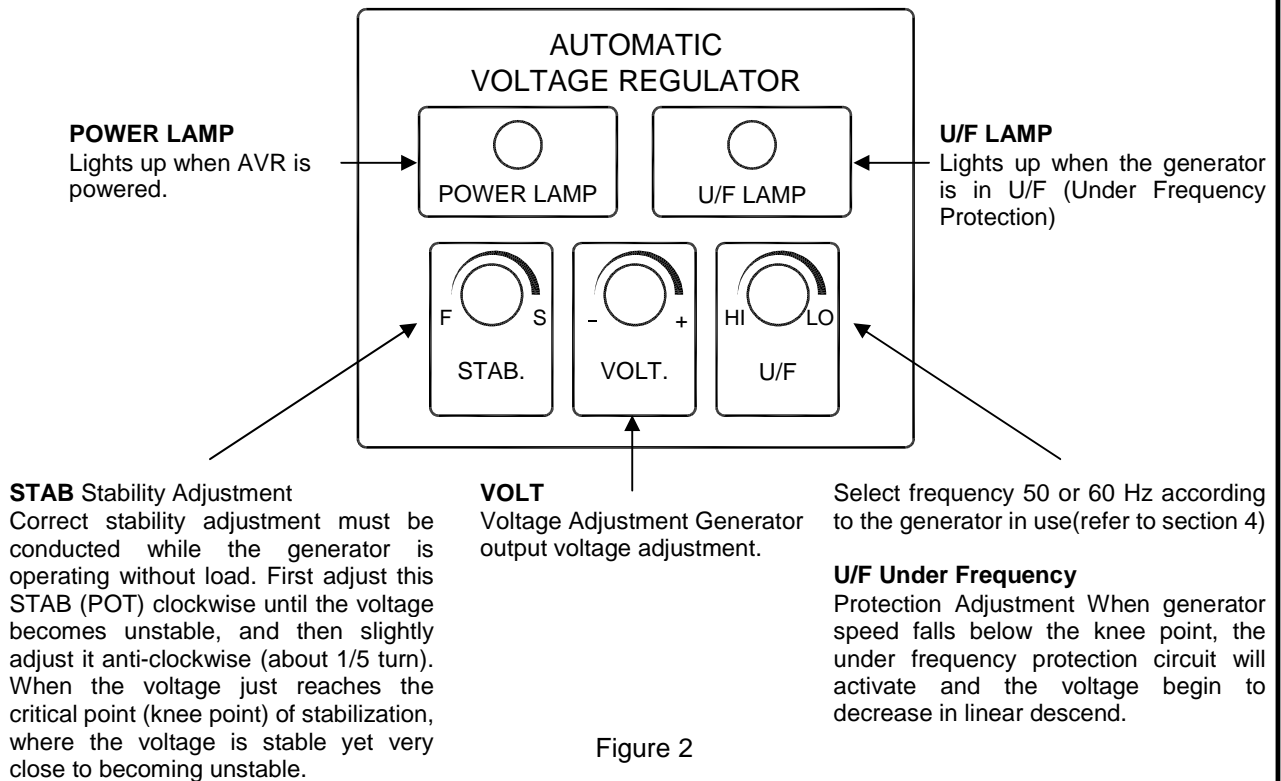 AUTOMATIC
VOLTAGE REGULATOR
POWER LAMP
Lights up when AVR is
powered.
POWER LAMP
U/F LAMP
U/F LAMP
Lights up when the generator
is in U/F (Under Frequency
Protection)
F S
STAB.
- +
VOLT.
HI LO
U/F
STAB Stability Adjustment
Correct stability adjustment must be
conducted while the generator is
operating without load. First adjust this
STAB (POT) clockwise until the voltage
becomes unstable, and then slightly
adjust it anti-clockwise (about 1/5 turn).
When the voltage just reaches the
critical point (knee point) of stabilization,
where the voltage is stable yet very
close to becoming unstable.
VOLT
Voltage Adjustment Generator
output voltage adjustment.
Select frequency 50 or 60 Hz according
to the generator in use(refer to section 4)
U/F Under Frequency
Protection Adjustment When generator
speed falls below the knee point, the
under frequency protection circuit will
activate and the voltage begin to
decrease in linear descend.
Figure 2